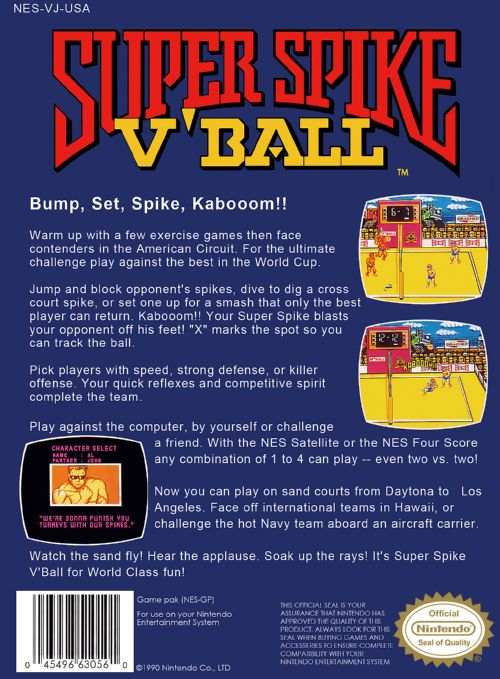 NES-VJ-USA
SUPER SPIKE
V'BALL
TM
Bump, Set, Spike, Kabooom!!
Warm up with a few exercise games then face
contenders in the American Circuit. For the ultimate
challenge play against the best in the World Cup.
Jump and block opponent's spikes, dive to dig a cross
court spike, or set one up for a smash that only the best
player can return. Kabooom!! Your Super Spike blasts
your opponent off his feet! "X" marks the spot so you
can track the ball.
Pick players with speed, strong defense, or killer
offense. Your quick reflexes and competitive spirit
complete the team.
Play against the computer, by yourself or challenge
a friend. With the NES Satellite or the NES Four Score
any combination of 1 to 4 can play -- even two vs. two!
CHARACTER SELECT
NAME : AL
PARTNER : JOHN
"WE'RE GONNA PUNISH YOU
TURKEYS WITH OUR SPIKES."
Now you can play on sand courts from Daytona to Los
Angeles. Face off international teams in Hawaii, or
challenge the hot Navy team aboard an aircraft carrier.
Watch the sand fly! Hear the applause. Soak up the rays! It's Super Spike
V'Ball for World Class fun!
Game pak (NES-GP)
For use on your Nintendo
Entertainment System
0 45496 63056 0
©1990 Nintendo Co., LTD
THIS OFFICIAL SEAL IS YOUR
ASSURANCE THAT NINTENDO HAS
APPROVED THE QUALITY OF THIS
PRODUCT. ALWAYS LOOK FOR THIS
SEAL WHEN BUYING GAMES AND
ACCESSERIES TO ENSURE COMPLETE
COMPATIBILITY WITH YOUR
NINTENDO ENTERTAINMENT SYSTEM
Official
Nintendo
Seal of Quality
®